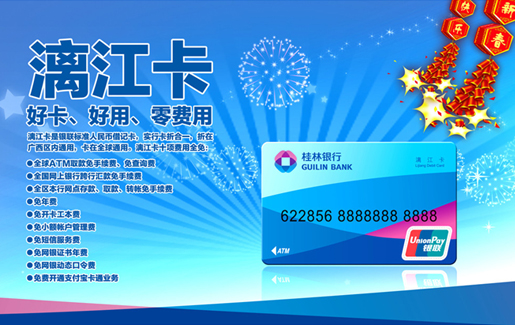 新春
快乐
漓江卡
好卡、好用、零费用
漓江卡是银联标准人民币借记卡、实行卡折合一，折在
广西区内通用，卡在全球通用。漓江卡十项费用全免：
●全球ATM取款免手续费、免查询费
●全国网上银行跨行汇款免手续费
●全区本行网点存款、取款、转帐免手续费
●免年费
●免开卡工本费
●免小额帐户管理费
●免短信服务费
●免网银证书年费
●免网银动态口令费
●免费开通支付宝卡通业务
桂林银行
GUILIN BANK
漓江卡
622856 8888888 8888
ATM
UnionPay
银联